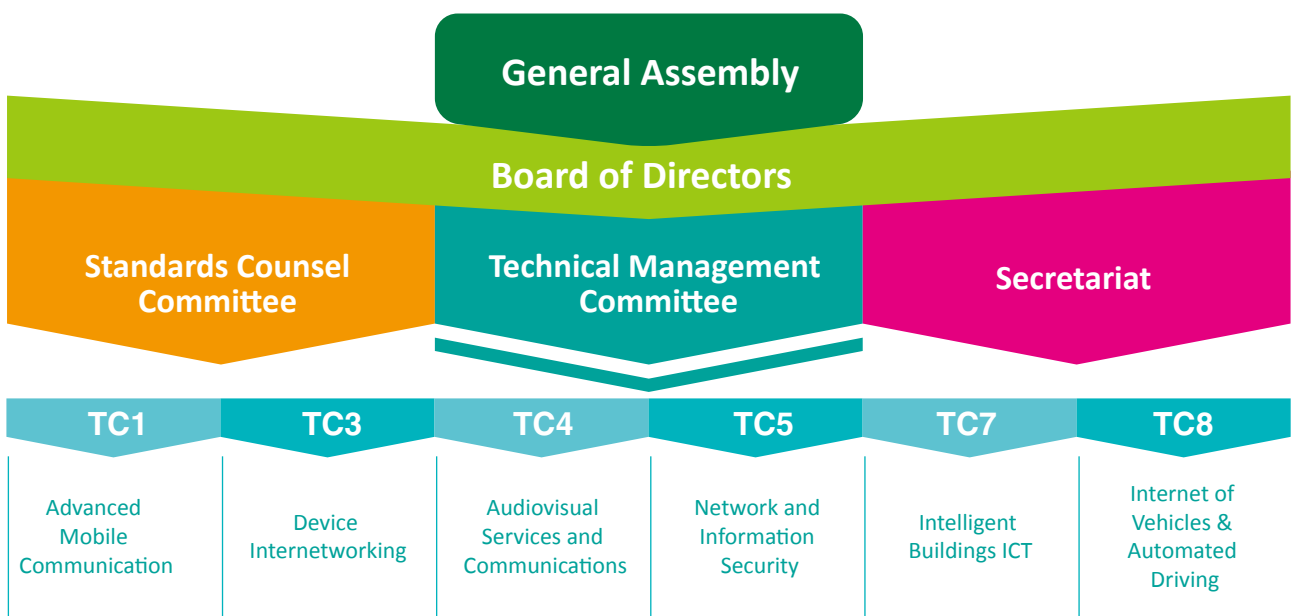 General Assembly
Board of Directors
Standards Counsel
Committee
Technical Management
Committee
Secretariat
TC1
TC3
TC4
TC5
TC7
TC8
Advanced
Mobile
Communication
Device
Internetworking
Audiovisual
Services and
Communications
Network and
Information
Security
Intelligent
Buildings ICT
Internet of
Vehicles &
Automated
Driving